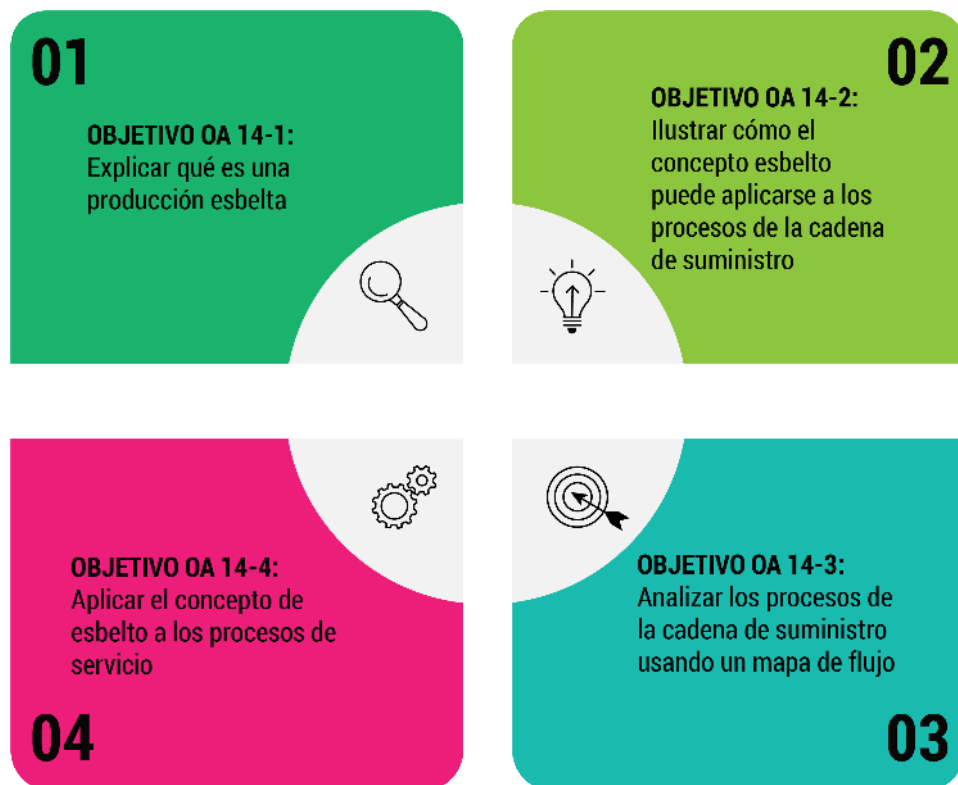 01
OBJETIVO OA 14-1:
Explicar qué es una
producción esbelta
02
OBJETIVO OA 14-2:
Ilustrar cómo el
concepto esbelto
puede aplicarse a los
procesos de la cadena
de suministro
OBJETIVO OA 14-3:
Analizar los procesos de
la cadena de suministro
usando un mapa de flujo
03
OBJETIVO OA 14-4:
Aplicar el concepto de
esbelto a los procesos de
servicio
04